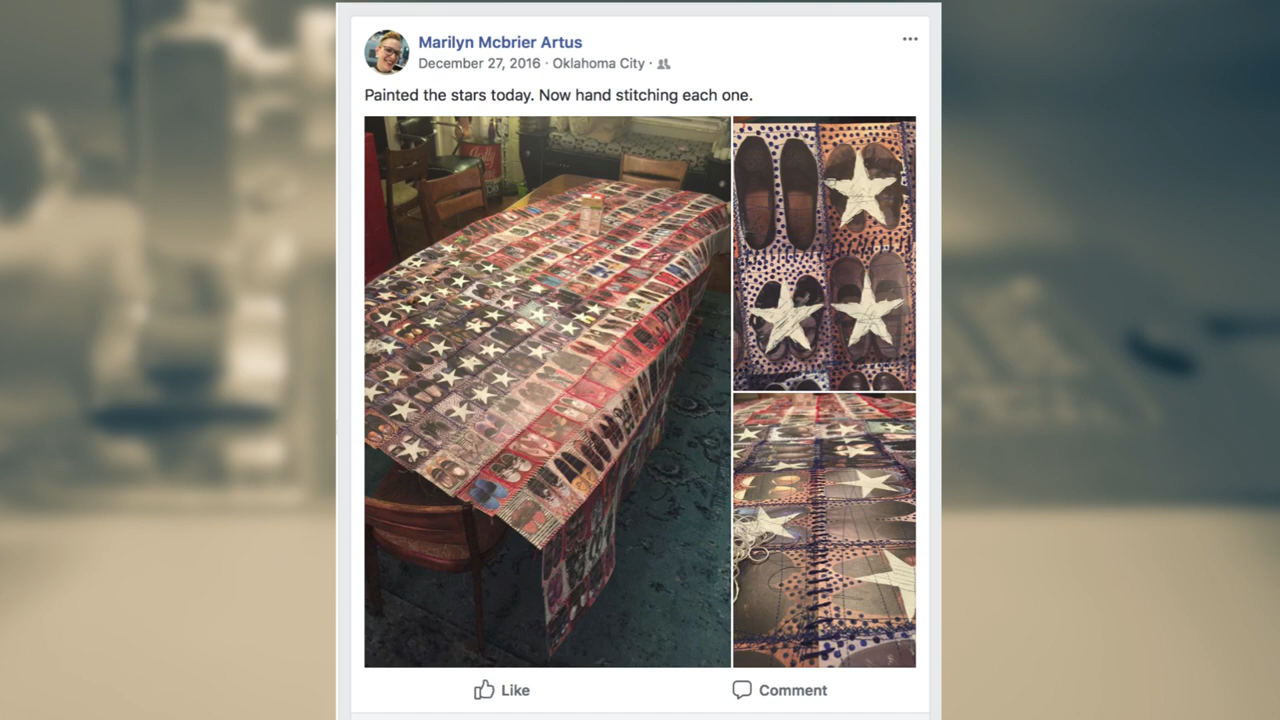 Marilyn Mcbrier Artus
December 27, 2016 · Oklahoma City ·
Painted the stars today. Now hand stitching each one.
Like
Comment